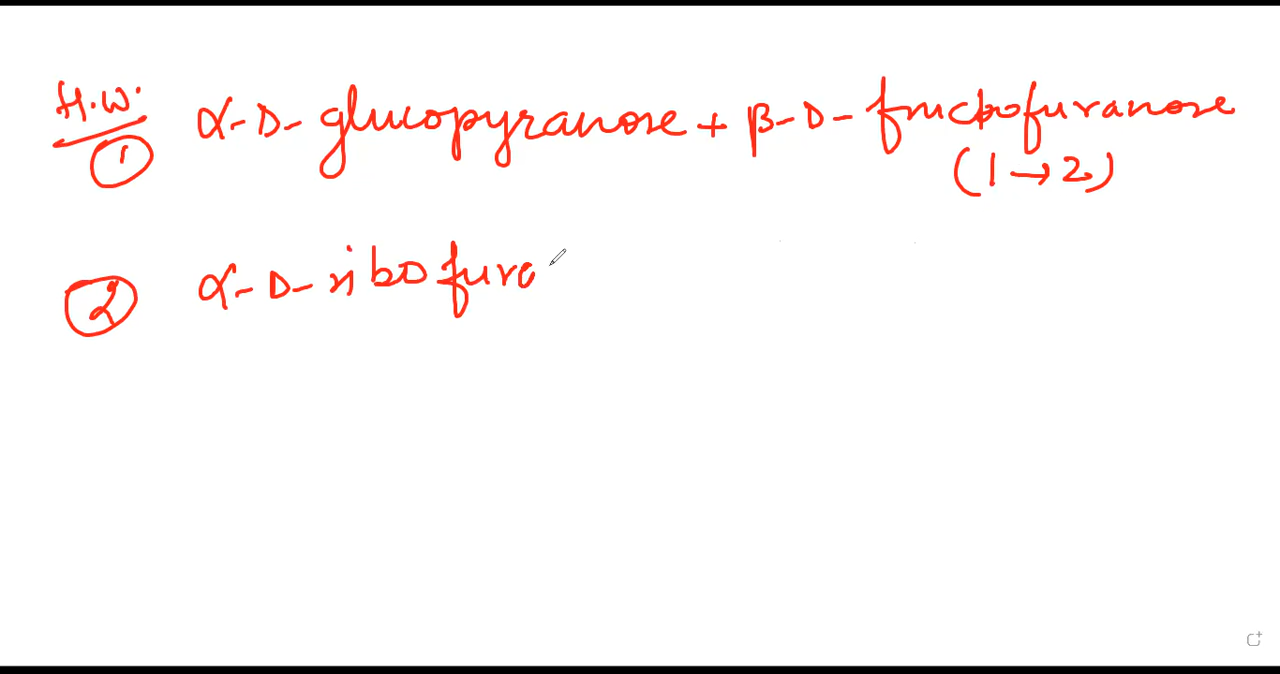 H.W.
① α-D-glucopyranose + β-D-fructofuranose
(1→2)
② α-D-ribofura